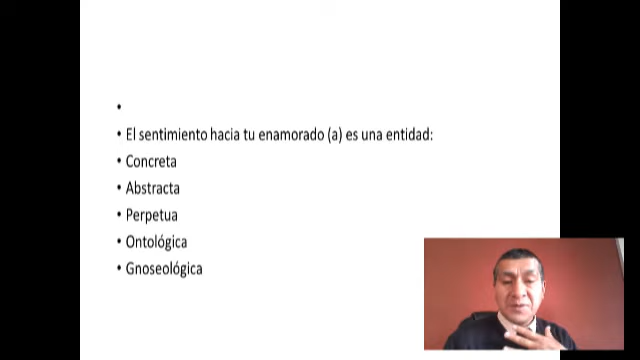 El sentimiento hacia tu enamorado (a) es una entidad:
Concreta
Abstracta
Perpetua
Ontológica
Gnoseológica